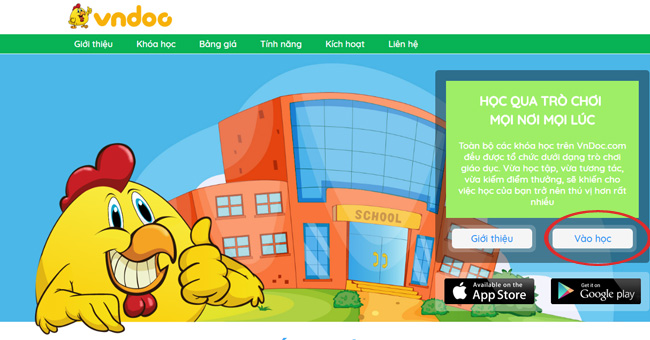 vndoc
Giới thiệu Khóa học Bảng giá Tính năng Kích hoạt Liên hệ
HỌC QUA TRÒ CHƠI
MỌI NƠI MỌI LÚC
Toàn bộ các khóa học trên VnDoc.com
đều được tổ chức dưới dạng trò chơi
giáo dục. Vừa học tập, vừa tương tác,
vừa kiếm điểm thưởng, sẽ khiến cho
việc học của bạn trở nên thú vị hơn rất
nhiều
SCHOOL
Giới thiệu Vào học
Available on the
App Store
Get it on
Google play